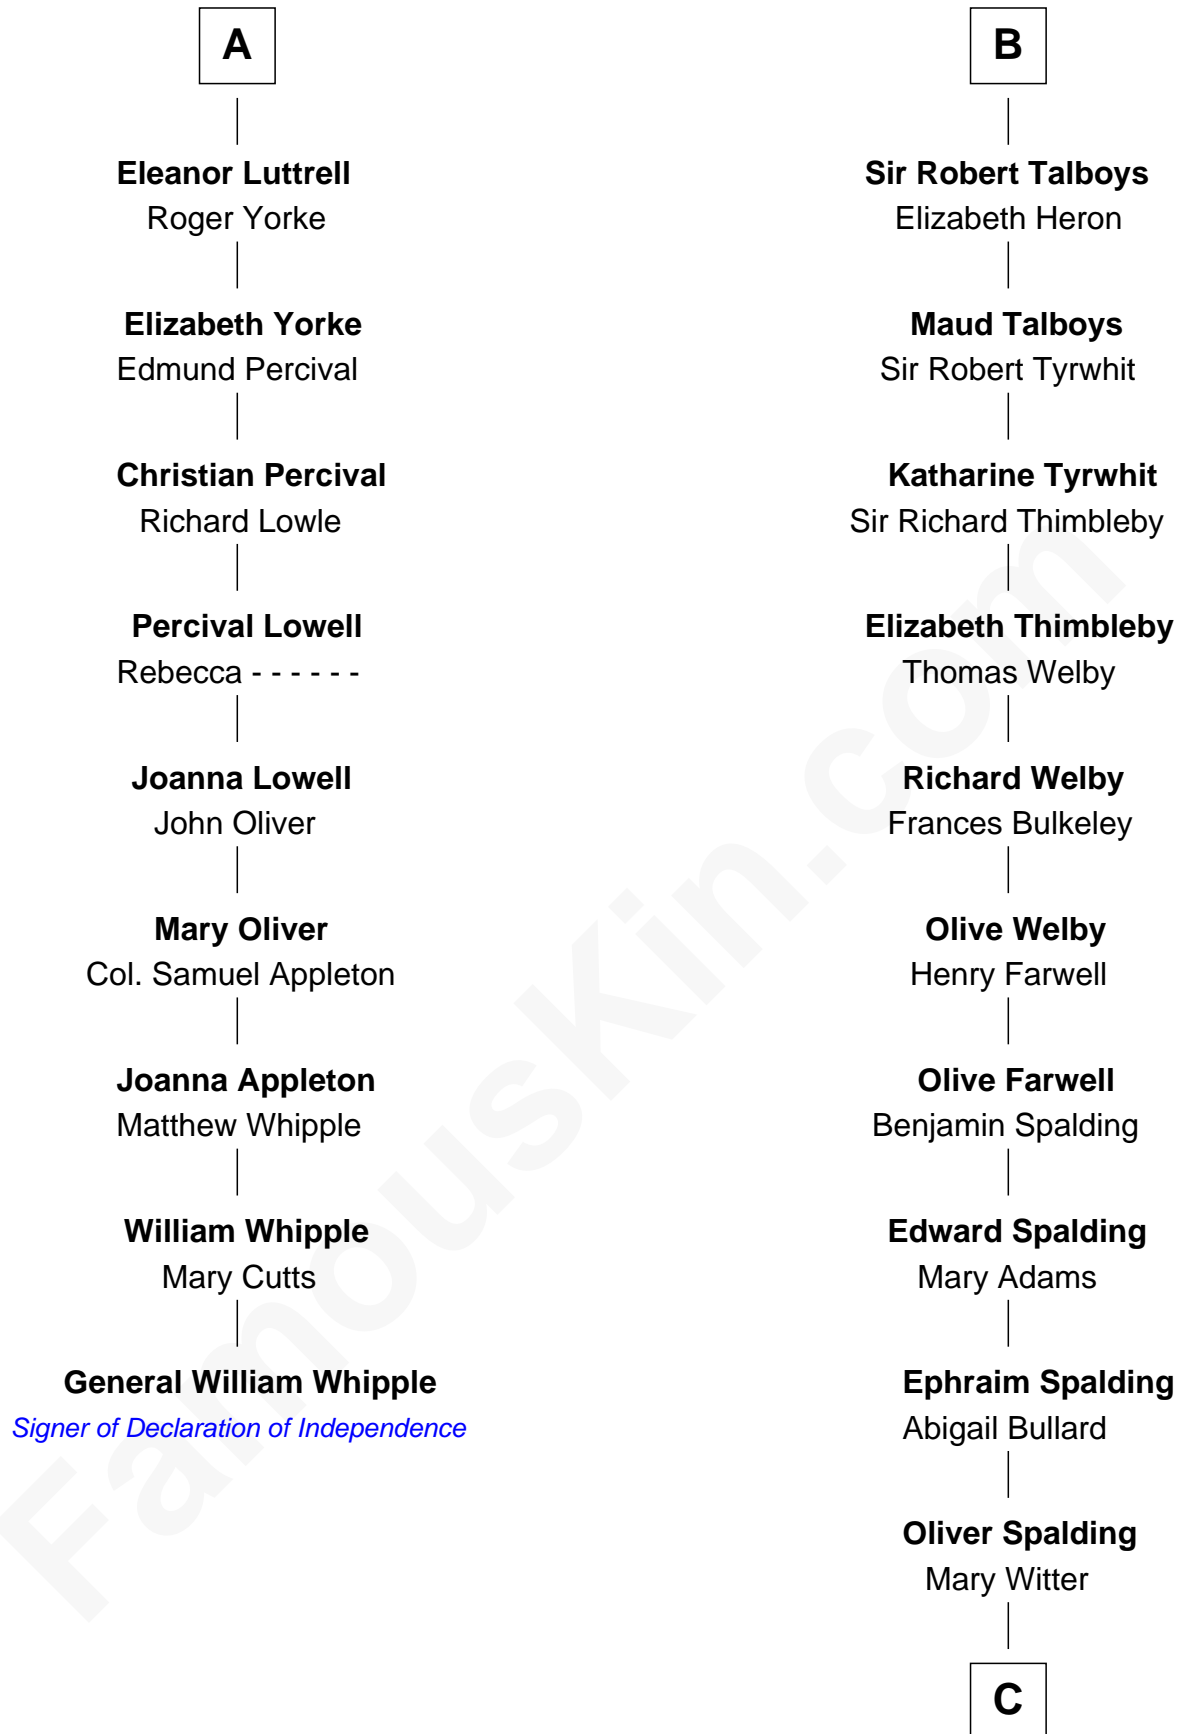 A
Eleanor Luttrell
Roger Yorke
Elizabeth Yorke
Edmund Percival
Christian Percival
Richard Lowle
Percival Lowell
Rebecca - - - - - -
Joanna Lowell
John Oliver
Mary Oliver
Col. Samuel Appleton
Joanna Appleton
Matthew Whipple
William Whipple
Mary Cutts
General William Whipple
Signer of Declaration of Independence
B
Sir Robert Talboys
Elizabeth Heron
Maud Talboys
Sir Robert Tyrwhit
Katharine Tyrwhit
Sir Richard Thimbleby
Elizabeth Thimbleby
Thomas Welby
Richard Welby
Frances Bulkeley
Olive Welby
Henry Farwell
Olive Farwell
Benjamin Spalding
Edward Spalding
Mary Adams
Ephraim Spalding
Abigail Bullard
Oliver Spalding
Mary Witter
C
FamousKin.com